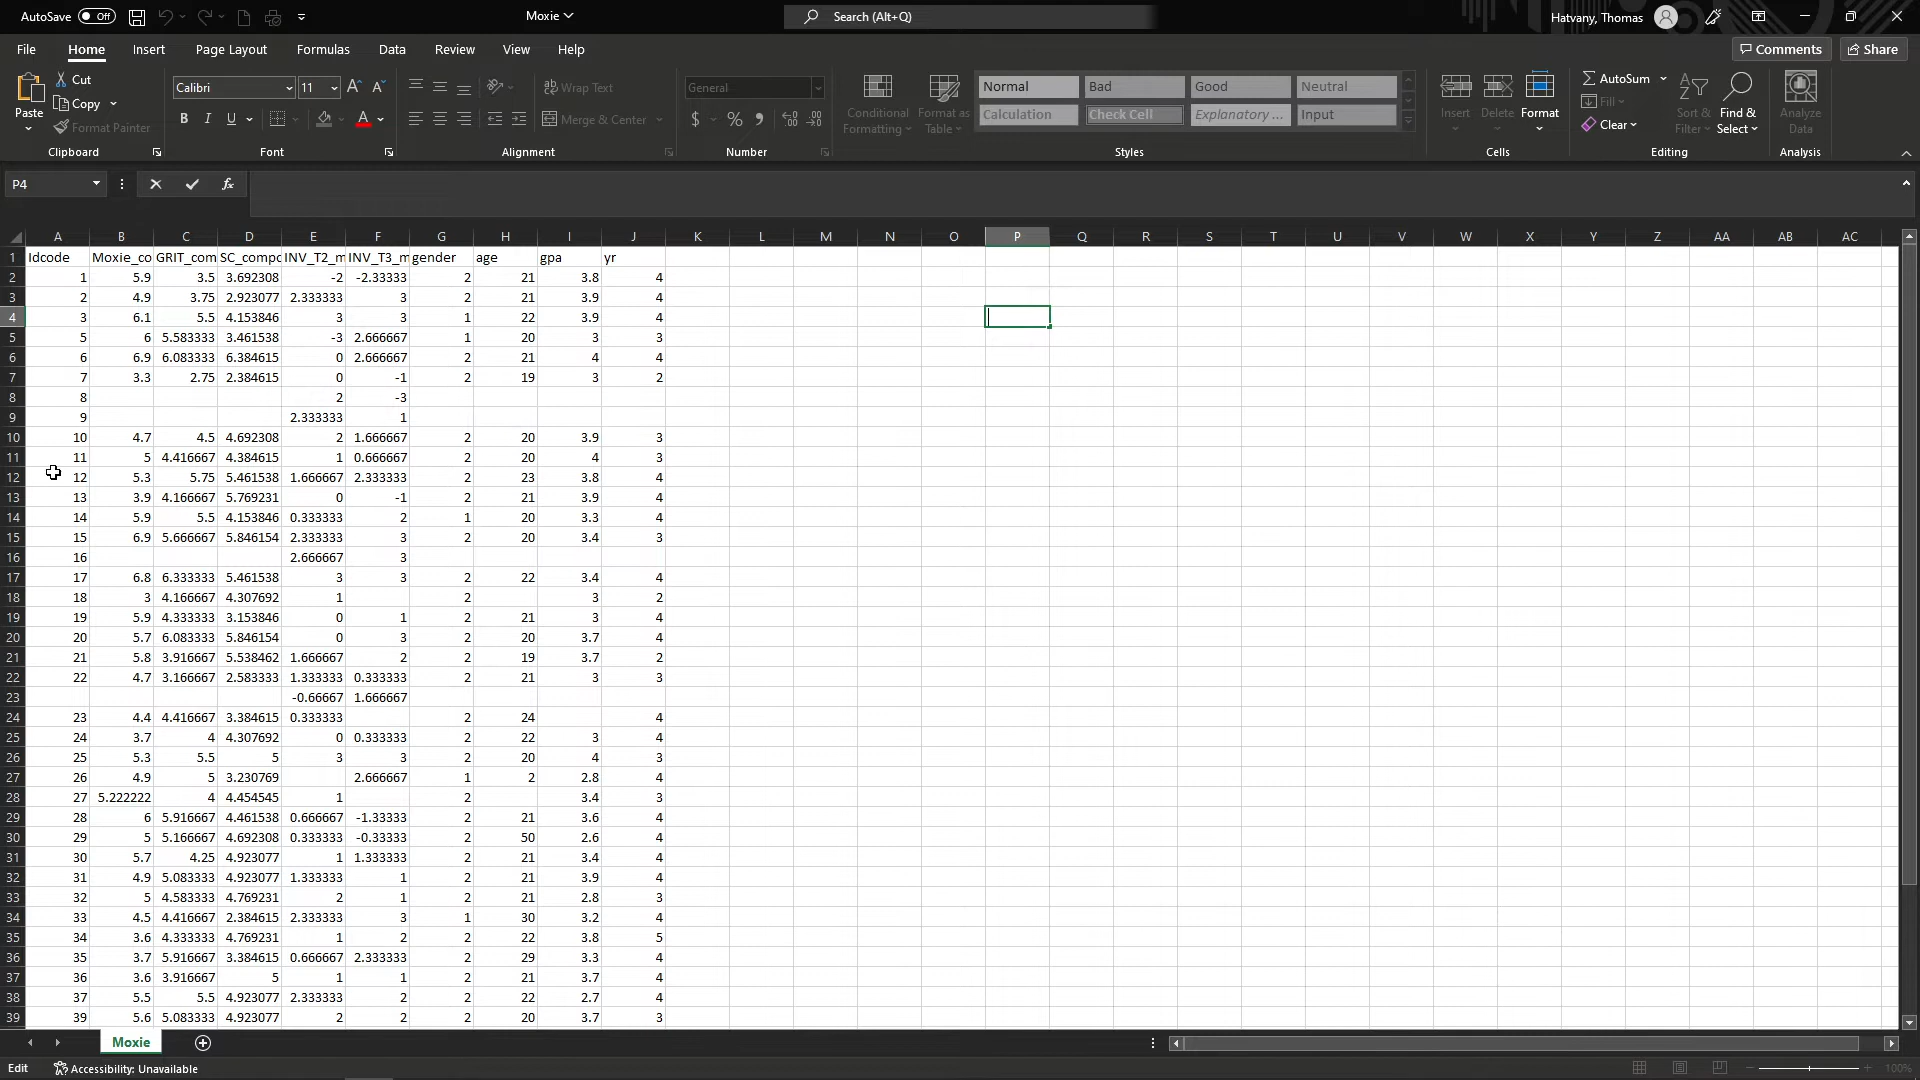 AutoSave Off Moxie Search (Alt+Q) Hatvany, Thomas
File Home Insert Page Layout Formulas Data Review View Help Comments Share
Paste Cut Copy Format Painter Clipboard
Calibri 11 B I U A Font
Wrap Text Merge & Center Alignment
General $ % Number
Conditional Formatting Format as Table Normal Bad Good Neutral Calculation Check Cell Explanatory ... Input Styles
Insert Delete Format Cells
AutoSum Fill Clear Sort & Filter Find & Select Editing
Analyze Data Analysis
P4 fx
A B C D E F G H I J K L M N O P Q R S T U V W X Y Z AA AB AC
1 Idcode Moxie_co GRIT_com SC_compo INV_T2_m INV_T3_m gender age gpa yr
2 1 5.9 3.5 3.692308 -2 -2.33333 2 21 3.8 4
3 2 4.9 3.75 2.923077 2.333333 3 2 21 3.9 4
4 3 6.1 5.5 4.153846 3 3 1 22 3.9 4
5 5 6 5.583333 3.461538 -3 2.666667 1 20 3 3
6 6 6.9 6.083333 6.384615 0 2.666667 2 21 4 4
7 7 3.3 2.75 2.384615 0 -1 2 19 3 2
8 8 2 -3
9 9 2.333333 1
10 10 4.7 4.5 4.692308 2 1.666667 2 20 3.9 3
11 11 5 4.416667 4.384615 1 0.666667 2 20 4 3
12 12 5.3 5.75 5.461538 1.666667 2.333333 2 23 3.8 4
13 13 3.9 4.166667 5.769231 0 -1 2 21 3.9 4
14 14 5.9 5.5 4.153846 0.333333 2 1 20 3.3 4
15 15 6.9 5.666667 5.846154 2.333333 3 2 20 3.4 3
16 16 2.666667 3
17 17 6.8 6.333333 5.461538 3 3 2 22 3.4 4
18 18 3 4.166667 4.307692 1 2 3 2
19 19 5.9 4.333333 3.153846 0 1 2 21 3 4
20 20 5.7 6.083333 5.846154 0 3 2 20 3.7 4
21 21 5.8 3.916667 5.538462 1.666667 2 2 19 3.7 2
22 22 4.7 3.166667 2.583333 1.333333 0.333333 2 21 3 3
23 -0.66667 1.666667
24 23 4.4 4.416667 3.384615 0.333333 2 24 4
25 24 3.7 4 4.307692 0 0.333333 2 22 3 4
26 25 5.3 5.5 5 3 3 2 20 4 3
27 26 4.9 5 3.230769 2.666667 1 2 2.8 4
28 27 5.222222 4 4.454545 1 2 3.4 3
29 28 6 5.916667 4.461538 0.666667 -1.33333 2 21 3.6 4
30 29 5 5.166667 4.692308 0.333333 -0.33333 2 50 2.6 4
31 30 5.7 4.25 4.923077 1 1.333333 2 21 3.4 4
32 31 4.9 5.083333 4.923077 1.333333 1 2 21 3.9 4
33 32 5 4.583333 4.769231 2 1 2 21 2.8 3
34 33 4.5 4.416667 2.384615 2.333333 3 1 30 3.2 4
35 34 3.6 4.333333 4.769231 1 2 2 22 3.8 5
36 35 3.7 5.916667 3.384615 0.666667 2.333333 2 29 3.3 4
37 36 3.6 3.916667 5 1 1 2 21 3.7 4
38 37 5.5 5.5 4.923077 2.333333 2 2 22 2.7 4
39 39 5.6 5.083333 4.923077 2 2 2 20 3.7 3
Moxie
Edit Accessibility: Unavailable 100%